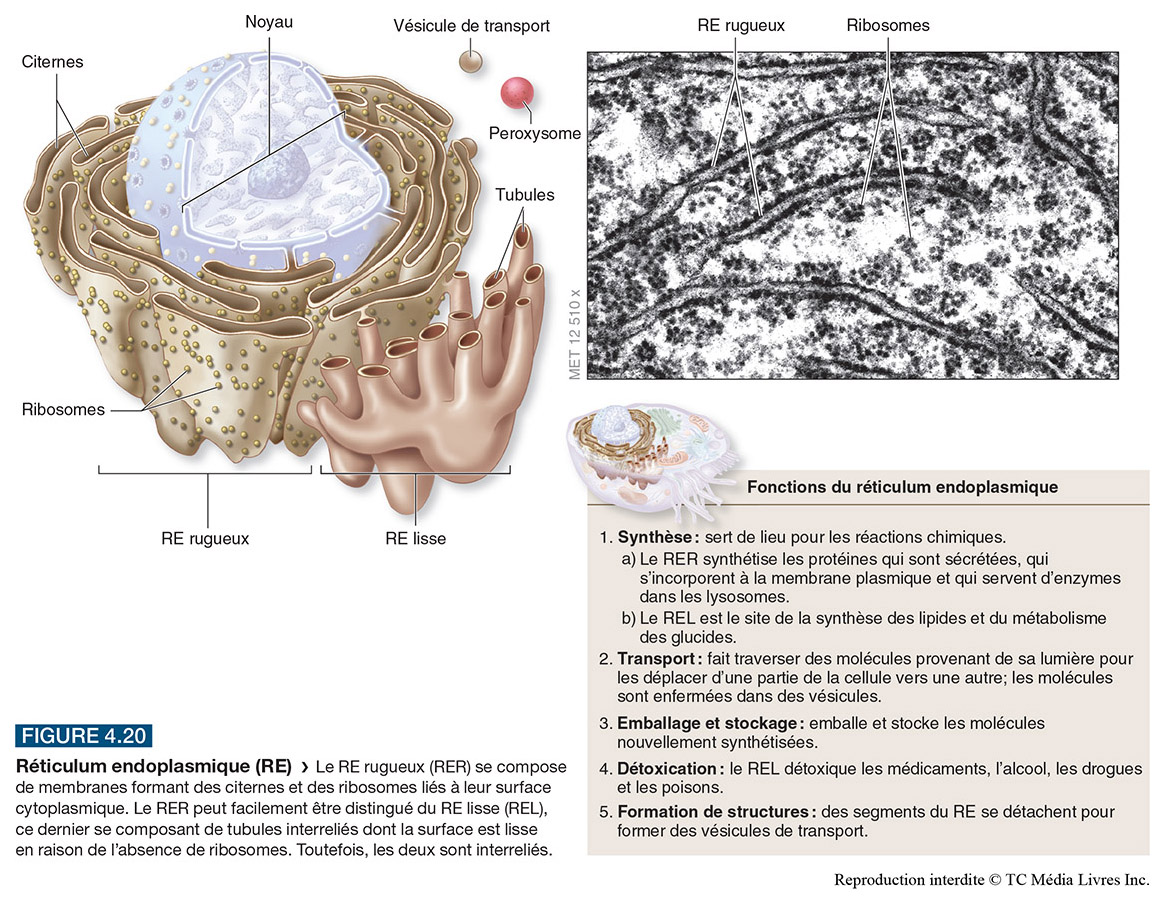 Noyau
Vésicule de transport
Citernes
Peroxysome
Tubules
Ribosomes
RE rugueux
RE lisse
RE rugueux
Ribosomes
MET 12 510 x
Fonctions du réticulum endoplasmique
1. Synthèse : sert de lieu pour les réactions chimiques.
a) Le RER synthétise les protéines qui sont sécrétées, qui
s’incorporent à la membrane plasmique et qui servent d’enzymes
dans les lysosomes.
b) Le REL est le site de la synthèse des lipides et du métabolisme
des glucides.
2. Transport : fait traverser des molécules provenant de sa lumière pour
les déplacer d’une partie de la cellule vers une autre; les molécules
sont enfermées dans des vésicules.
3. Emballage et stockage : emballe et stocke les molécules
nouvellement synthétisées.
4. Détoxication : le REL détoxique les médicaments, l’alcool, les drogues
et les poisons.
5. Formation de structures : des segments du RE se détachent pour
former des vésicules de transport.
FIGURE 4.20
Réticulum endoplasmique (RE) › Le RE rugueux (RER) se compose
de membranes formant des citernes et des ribosomes liés à leur surface
cytoplasmique. Le RER peut facilement être distingué du RE lisse (REL),
ce dernier se composant de tubules interreliés dont la surface est lisse
en raison de l’absence de ribosomes. Toutefois, les deux sont interreliés.
Reproduction interdite © TC Média Livres Inc.